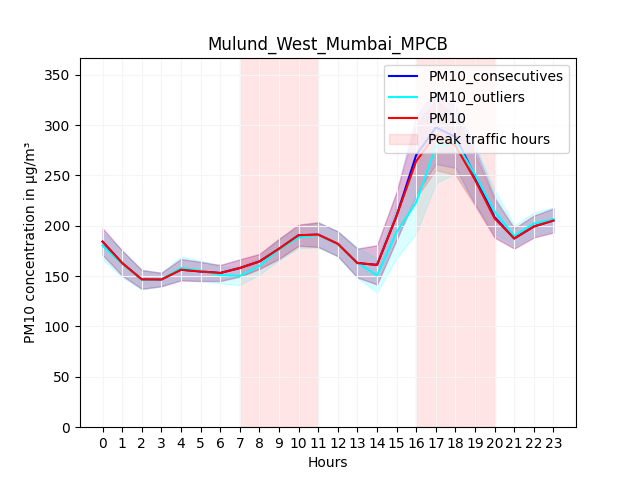 Mulund_West_Mumbai_MPCB
PM10 concentration in µg/m³
350
300
250
200
150
100
50
0
PM10_consecutives
PM10_outliers
PM10
Peak traffic hours
0 1 2 3 4 5 6 7 8 9 10 11 12 13 14 15 16 17 18 19 20 21 22 23
Hours